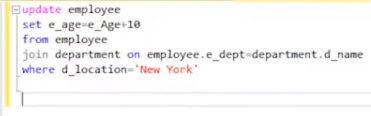 update employee
set e_age=e_Age+10
from employee
join department on employee.e_dept=department.d_name
where d_location='New York'